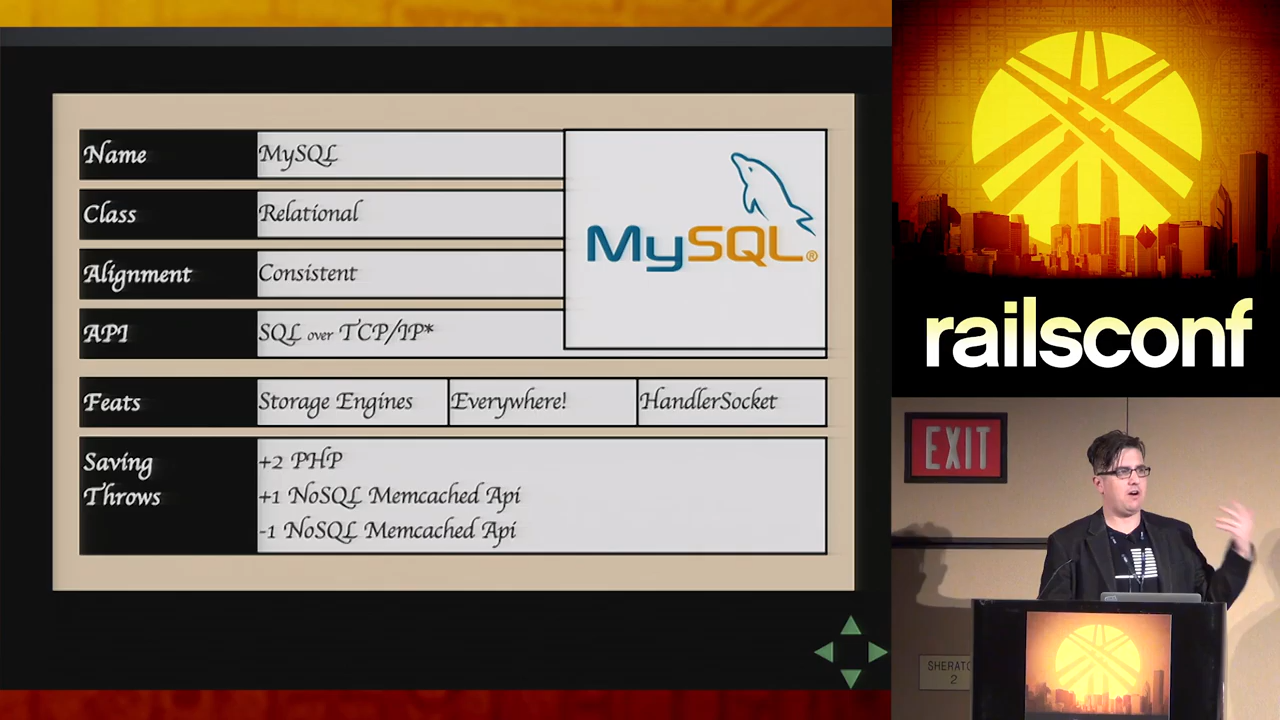 Name MySQL
Class Relational
Alignment Consistent
API SQL over TCP/IP*
MySQL®
Feats Storage Engines Everywhere! HandlerSocket
Saving Throws
+2 PHP
+1 NoSQL Memcached Api
-1 NoSQL Memcached Api
railsconf
EXIT
2